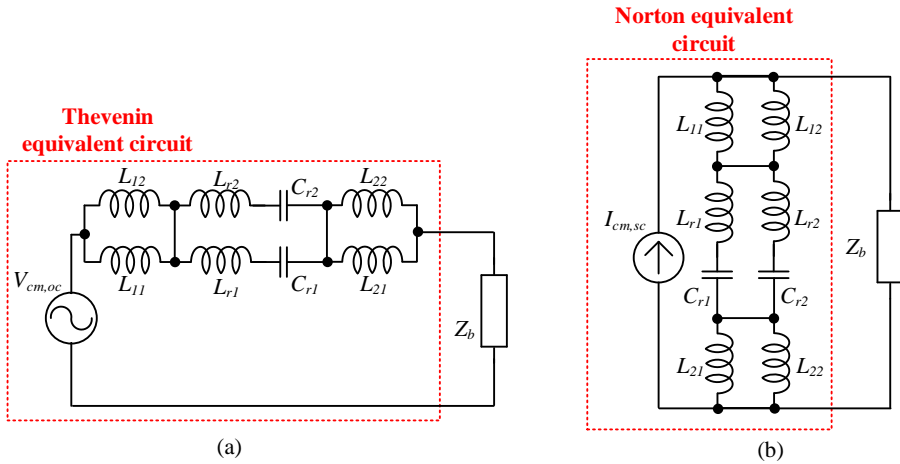 Thevenin
equivalent circuit
L12
Lr2
Cr2
L22
L11
Lr1
Cr1
L21
Vcm,oc
Zb
(a)
Norton equivalent
circuit
L11
L12
Lr1
Lr2
Icm,sc
Zb
Cr1
Cr2
L21
L22
(b)